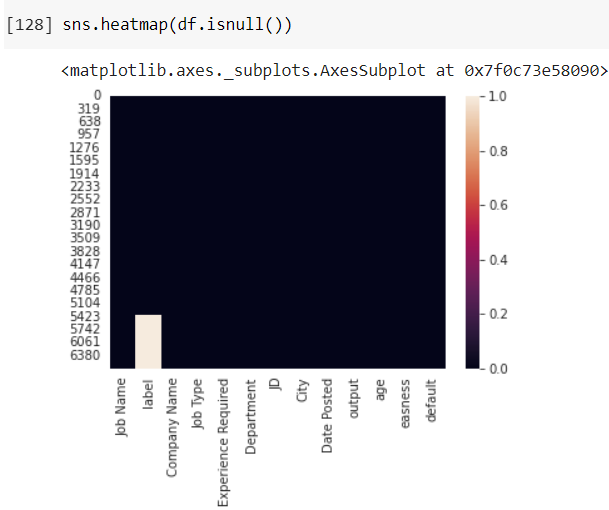 [128] sns.heatmap(df.isnull())
<matplotlib.axes._subplots.AxesSubplot at 0x7f0c73e58090>
0
319
638
957
1276
1595
1914
2233
2552
2871
3190
3509
3828
4147
4466
4785
5104
5423
5742
6061
6380
1.0
0.8
0.6
0.4
0.2
0.0
Job Name
label
Company Name
Job Type
Experience Required
Department
JD
City
Date Posted
output
age
easness
default